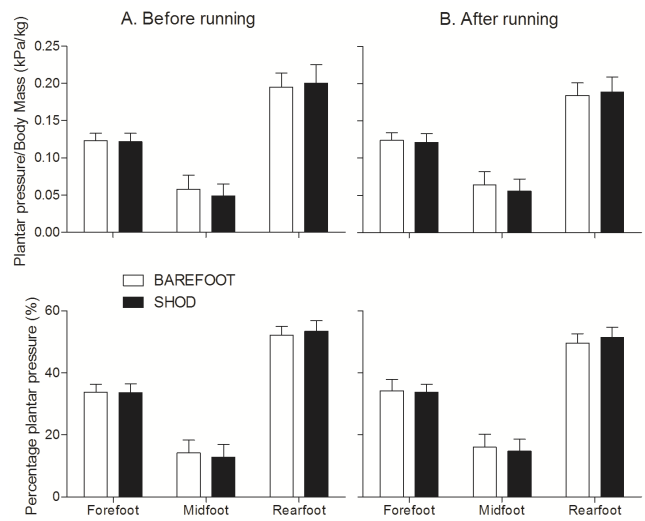 A. Before running
B. After running
Plantar pressure/Body Mass (kPa/kg)
0.25
0.20
0.15
0.10
0.05
0.00
BAREFOOT
SHOD
Percentage plantar pressure (%)
60
40
20
0
Forefoot Midfoot Rearfoot
Forefoot Midfoot Rearfoot